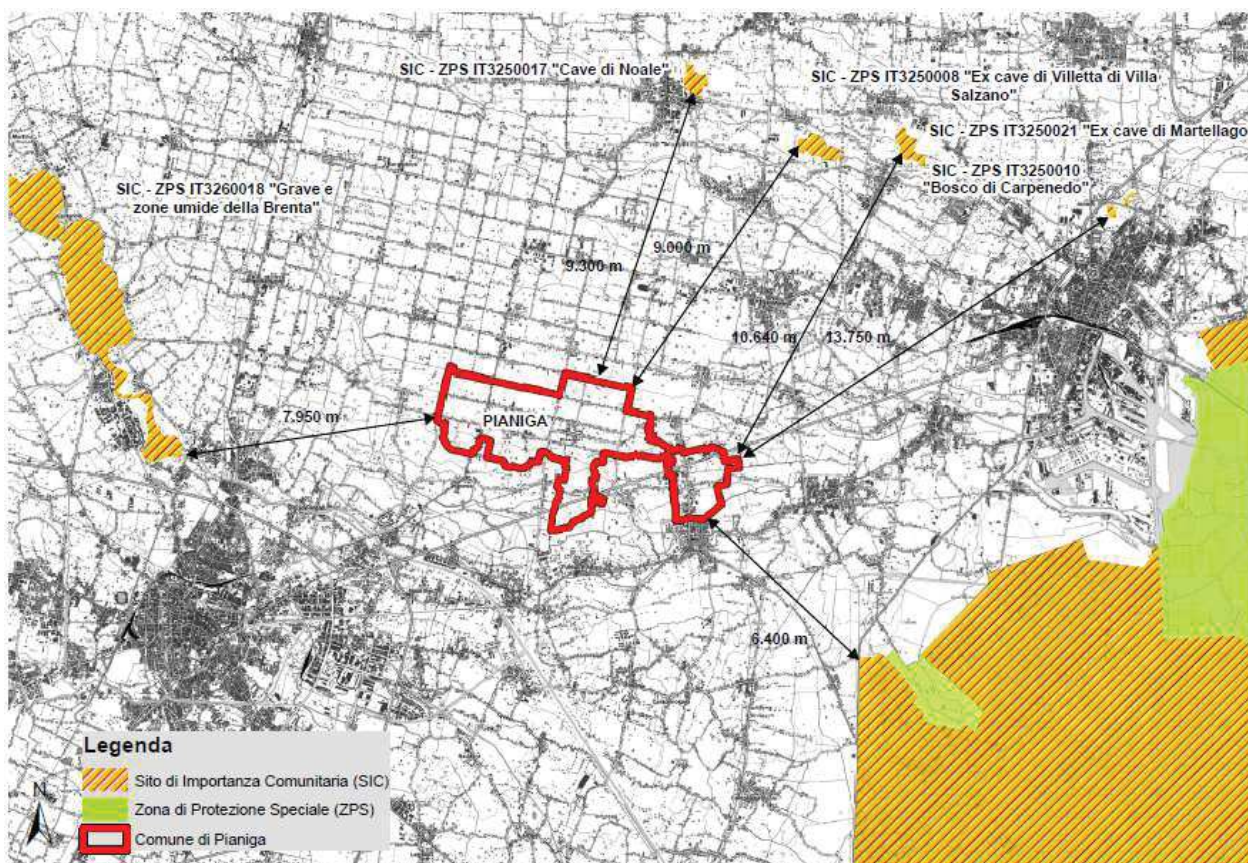 SIC - ZPS IT3250017 "Cave di Noale"
SIC - ZPS IT3250008 "Ex cave di Villetta di Villa
Salzano"
SIC - ZPS IT3250021 "Ex cave di Martellago
SIC - ZPS IT3250010
"Bosco di Carpenedo"
SIC - ZPS IT3260018 "Grave e
zone umide della Brenta"
9.000 m
9.300 m
10.640 m
13.750 m
7.950 m
PIANIGA
6.400 m
Legenda
Sito di Importanza Comunitaria (SIC)
Zona di Protezione Speciale (ZPS)
Comune di Pianiga
N